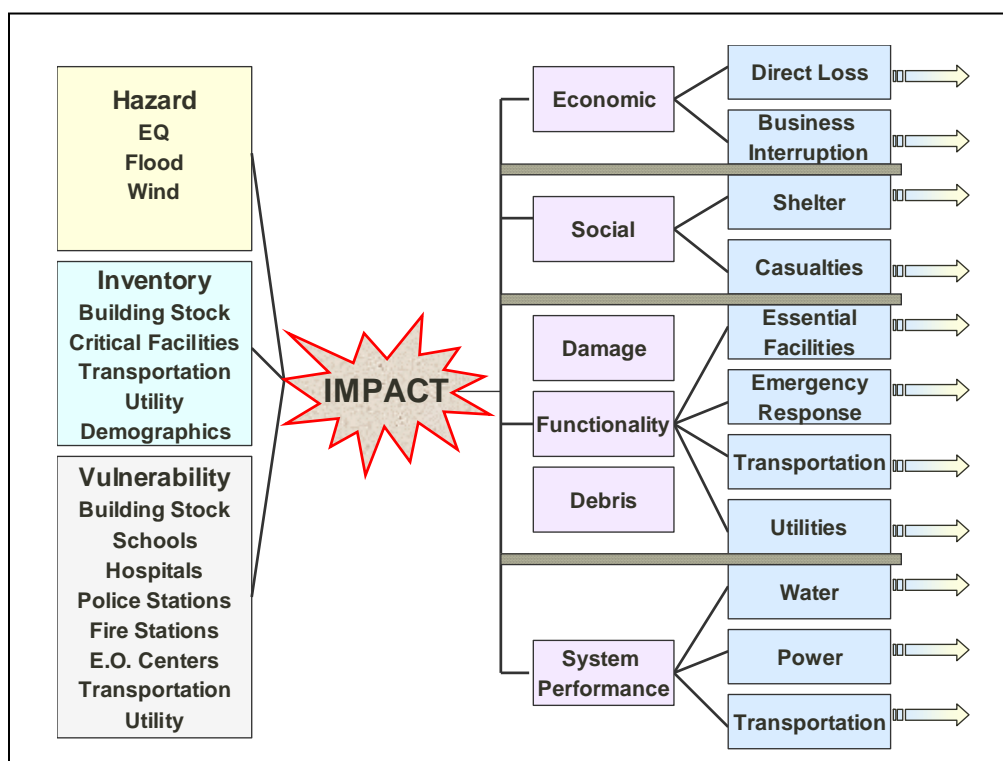 Hazard
EQ
Flood
Wind
Inventory
Building Stock
Critical Facilities
Transportation
Utility
Demographics
Vulnerability
Building Stock
Schools
Hospitals
Police Stations
Fire Stations
E.O. Centers
Transportation
Utility
IMPACT
Economic
Social
Damage
Functionality
Debris
System
Performance
Direct Loss
Business
Interruption
Shelter
Casualties
Essential
Facilities
Emergency
Response
Transportation
Utilities
Water
Power
Transportation